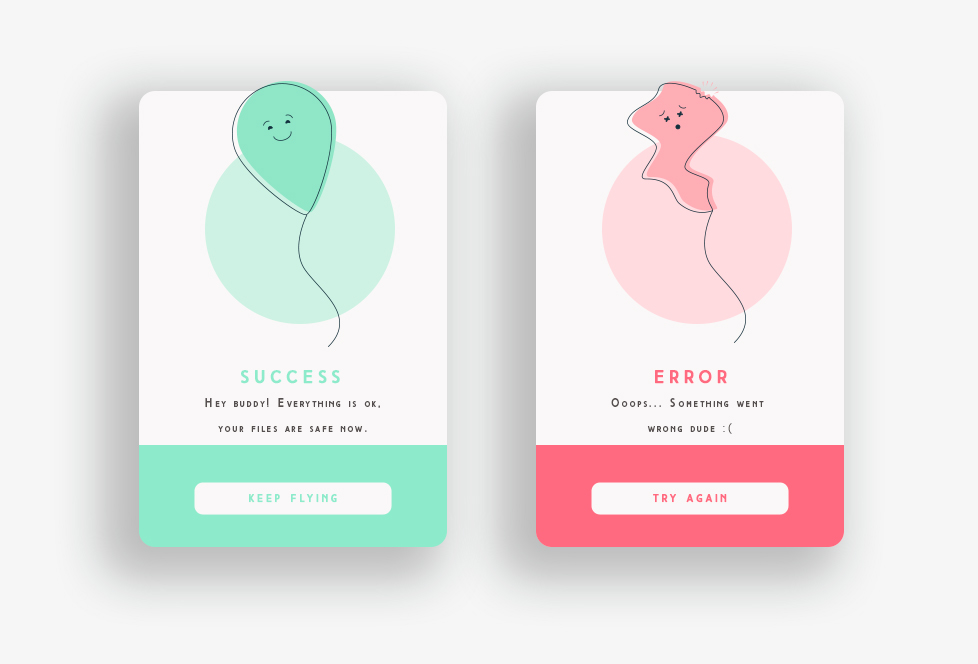 SUCCESS
Hey buddy! Everything is ok,
your files are safe now.
KEEP FLYING
ERROR
Ooops... Something went
wrong dude :(
TRY AGAIN